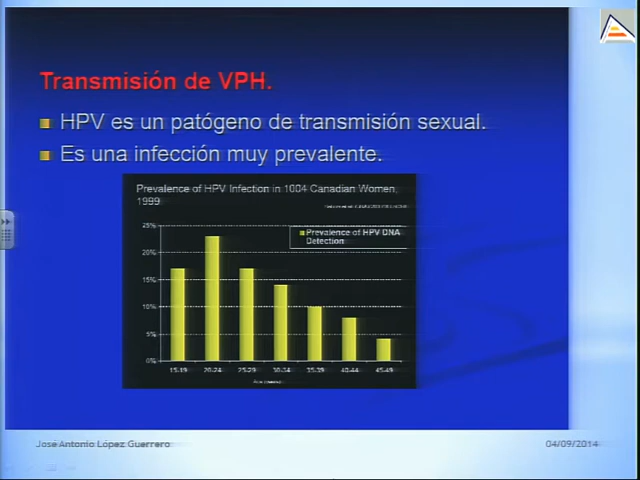 Transmisión de VPH.
HPV es un patógeno de transmisión sexual.
Es una infección muy prevalente.
Prevalence of HPV Infection in 1004 Canadian Women,
1999
Prevalence of HPV DNA
Detection
25%
20%
15%
10%
5%
0%
15-19 20-24 25-29 30-34 35-39 40-44 45-49
José Antonio López Guerrero 04/09/2014